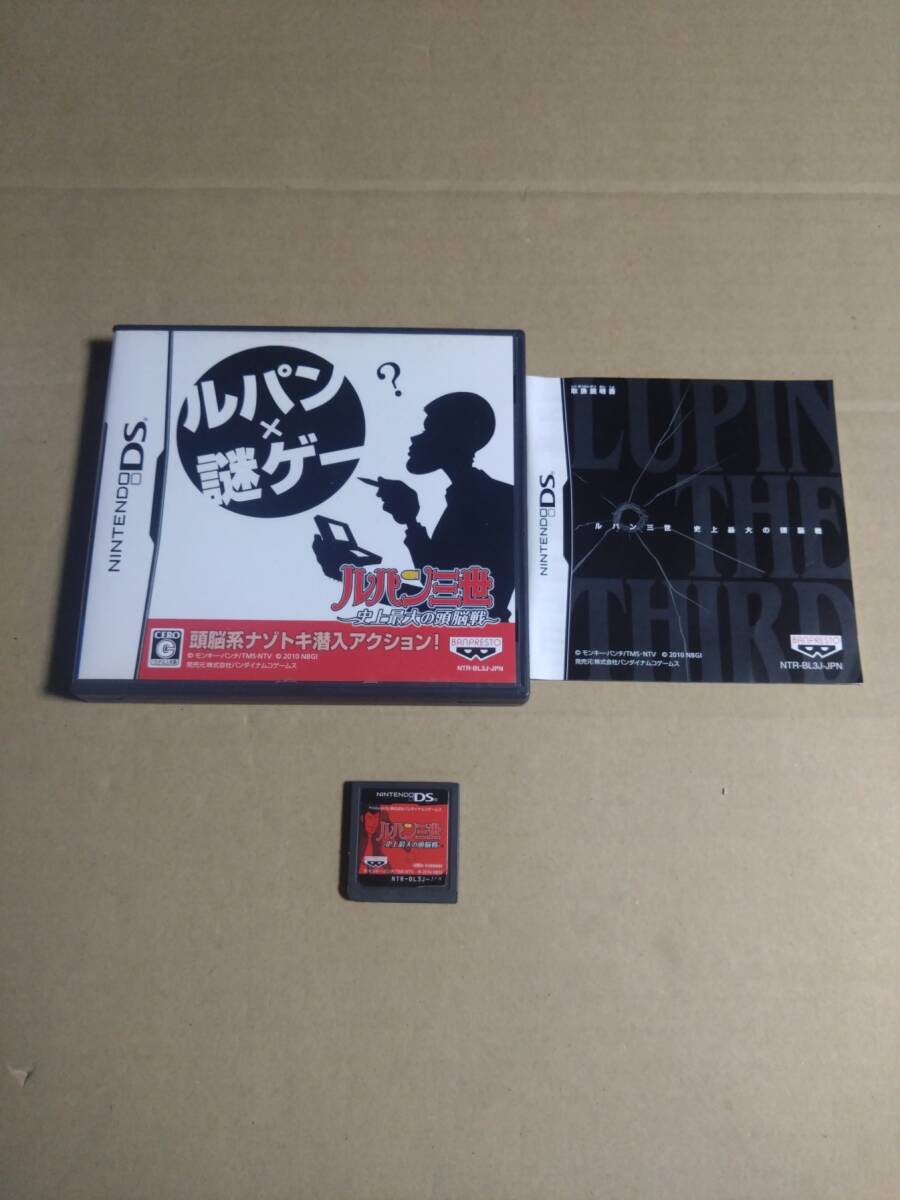 NINTENDO DS
ルパン
×
謎ゲー
?
ルパン三世
～史上最大の頭脳戦～
CERO
C
頭脳系ナゾトキ潜入アクション!
© モンキー・パンチ/TMS・NTV © 2010 NBGI
発売元:株式会社バンダイナムコゲームス
BANPRESTO
NTR-BL3J-JPN
取扱説明書
NINTENDO DS
LUPIN
THE
THIRD
ルパン三世 史上最大の頭脳戦
© モンキー・パンチ/TMS・NTV © 2010 NBGI
発売元:株式会社バンダイナムコゲームス
BANPRESTO
NTR-BL3J-JPN
NINTENDO DS
ルパン三世
～史上最大の頭脳戦～
NTR-BL3J-JPN